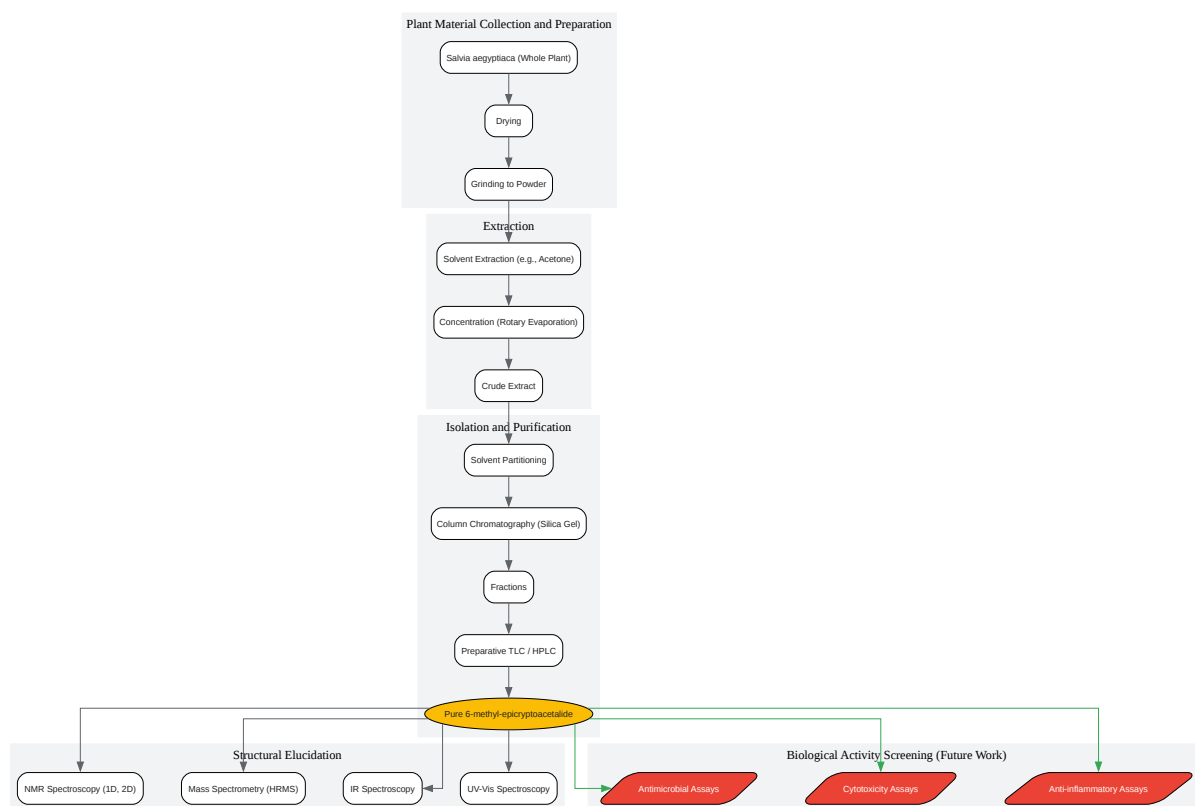 Plant Material Collection and Preparation
Salvia aegyptiaca (Whole Plant)
Drying
Grinding to Powder
Extraction
Solvent Extraction (e.g., Acetone)
Concentration (Rotary Evaporation)
Crude Extract
Isolation and Purification
Solvent Partitioning
Column Chromatography (Silica Gel)
Fractions
Preparative TLC / HPLC
Pure 6-methyl-epicryptoacetalide
Structural Elucidation
NMR Spectroscopy (1D, 2D)
Mass Spectrometry (HRMS)
IR Spectroscopy
UV-Vis Spectroscopy
Biological Activity Screening (Future Work)
Antimicrobial Assays
Cytotoxicity Assays
Anti-inflammatory Assays